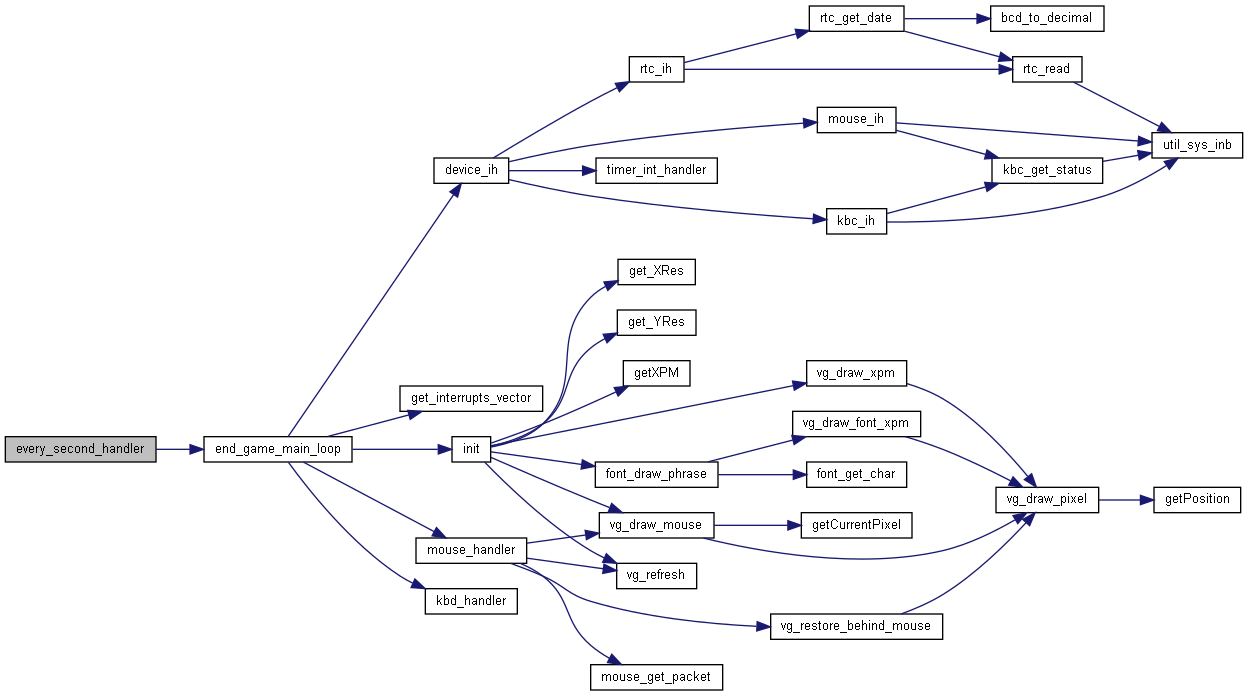 rtc_get_date
bcd_to_decimal
rtc_ih
rtc_read
mouse_ih
util_sys_inb
device_ih
timer_int_handler
kbc_get_status
kbc_ih
get_XRes
get_YRes
getXPM
vg_draw_xpm
get_interrupts_vector
vg_draw_font_xpm
every_second_handler
end_game_main_loop
init
font_draw_phrase
font_get_char
vg_draw_pixel
getPosition
vg_draw_mouse
getCurrentPixel
mouse_handler
vg_refresh
kbd_handler
vg_restore_behind_mouse
mouse_get_packet